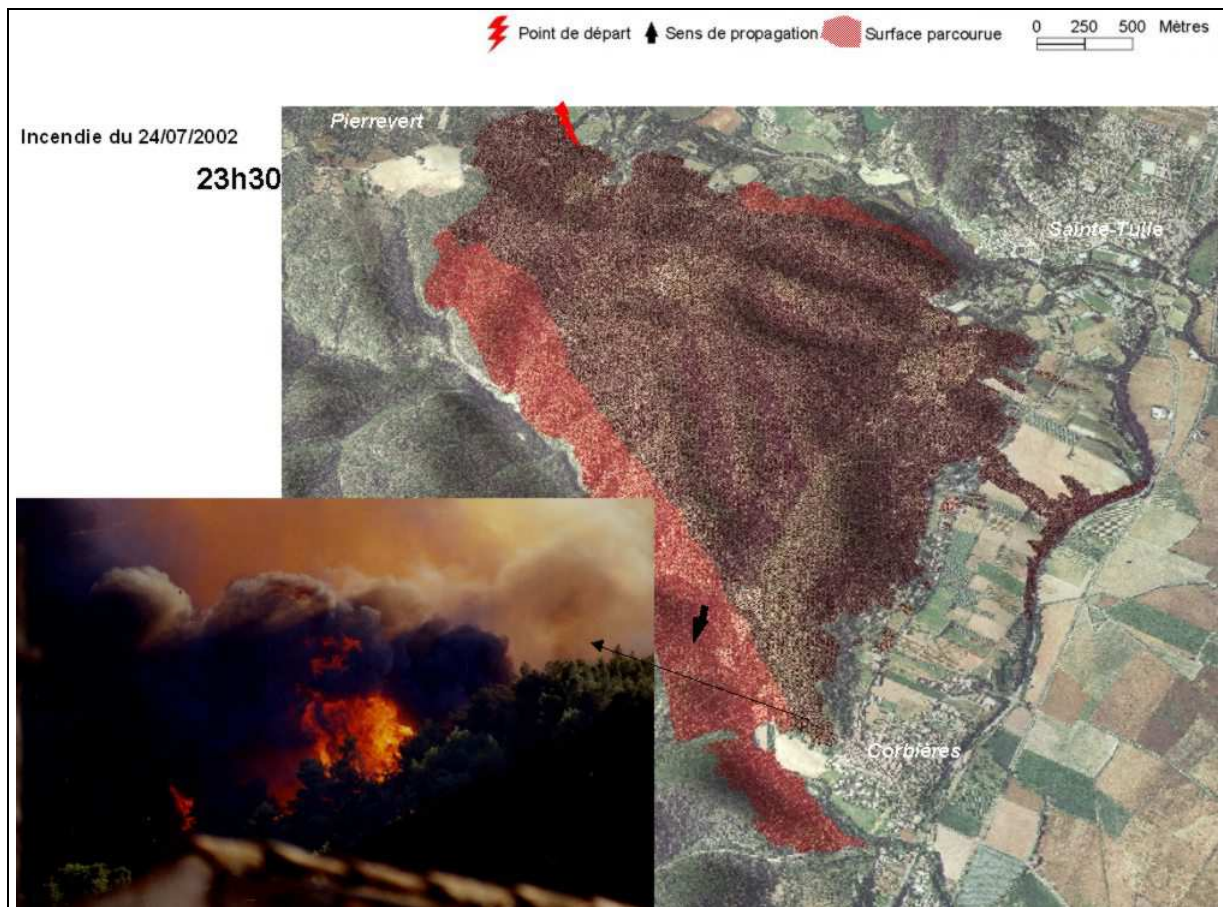 Point de départ Sens de propagation Surface parcourue 0 250 500 Mètres
Incendie du 24/07/2002
23h30
Pierrevert
Sainte-Tulle
Corbières